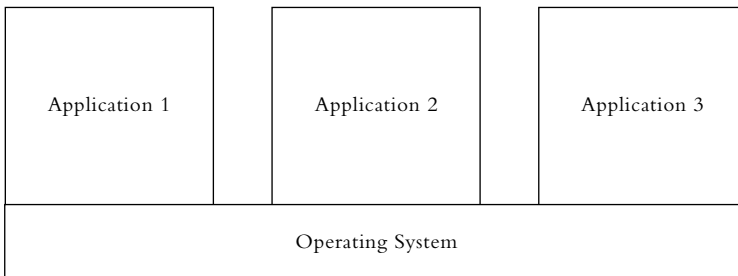 Application 1
Application 2
Application 3
Operating System